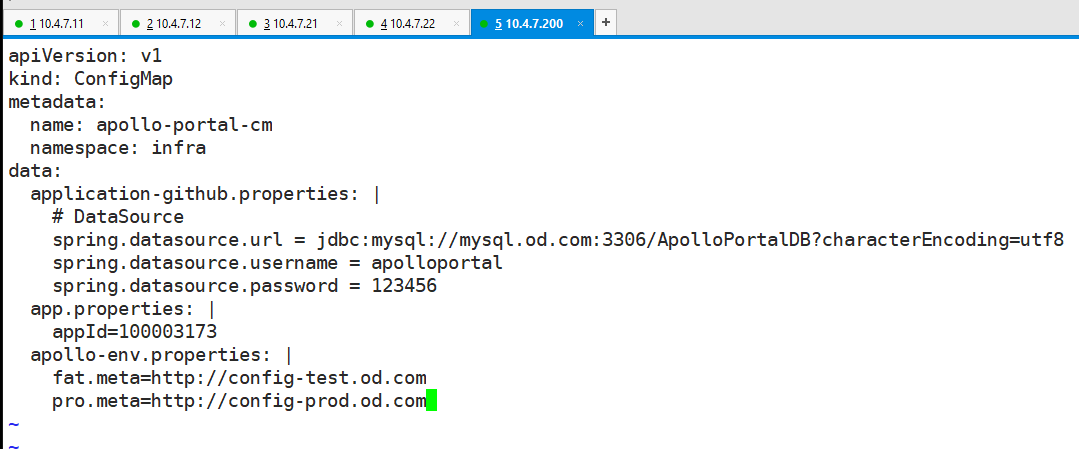 1 10.4.7.11 × 2 10.4.7.12 × 3 10.4.7.21 × 4 10.4.7.22 × 5 10.4.7.200 × +
apiVersion: v1
kind: ConfigMap
metadata:
  name: apollo-portal-cm
  namespace: infra
data:
  application-github.properties: |
    # DataSource
    spring.datasource.url = jdbc:mysql://mysql.od.com:3306/ApolloPortalDB?characterEncoding=utf8
    spring.datasource.username = apolloportal
    spring.datasource.password = 123456
  app.properties: |
    appId=100003173
  apollo-env.properties: |
    fat.meta=http://config-test.od.com
    pro.meta=http://config-prod.od.com
~
~